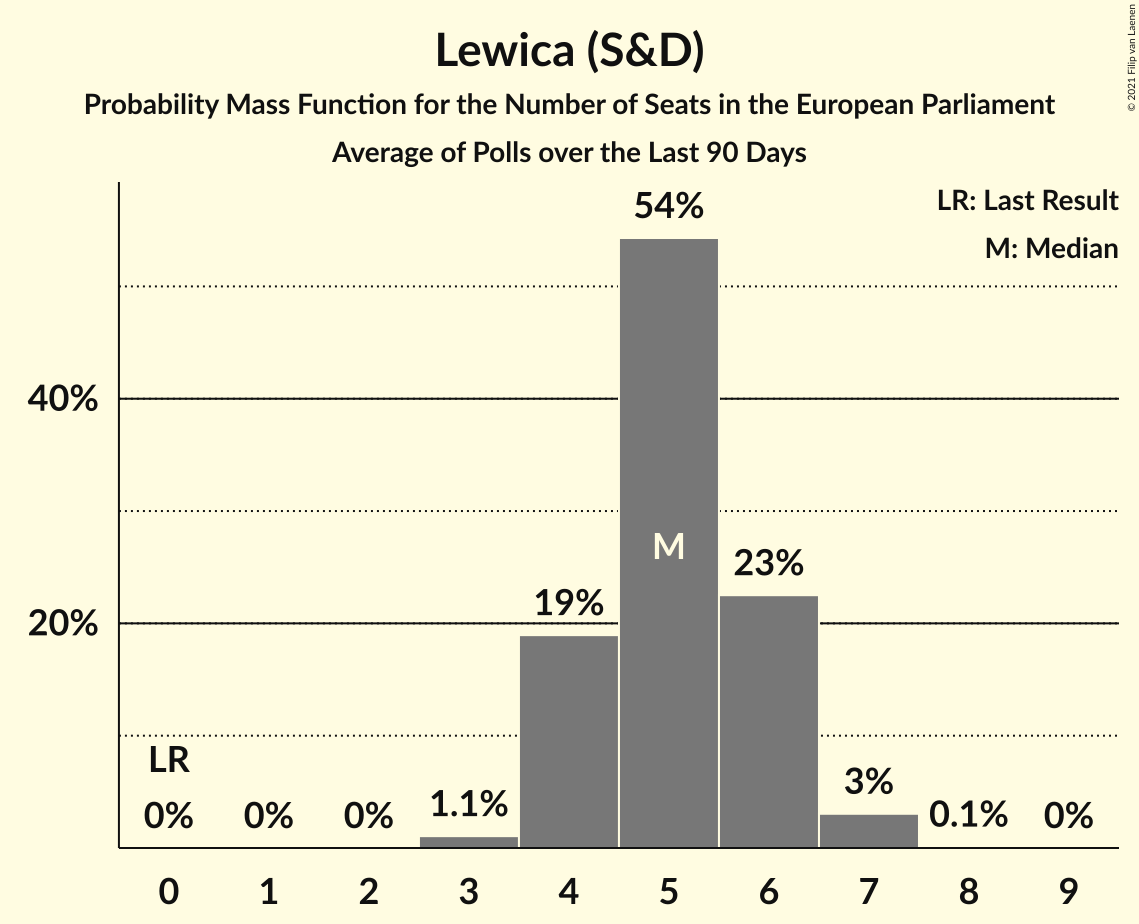 Lewica (S&D)
Probability Mass Function for the Number of Seats in the European Parliament
Average of Polls over the Last 90 Days
© 2021 Filip van Laenen
LR: Last Result
M: Median
54%
40%
M
23%
19%
20%
LR
0%
0%
0%
1.1%
3%
0.1%
0%
0 1 2 3 4 5 6 7 8 9